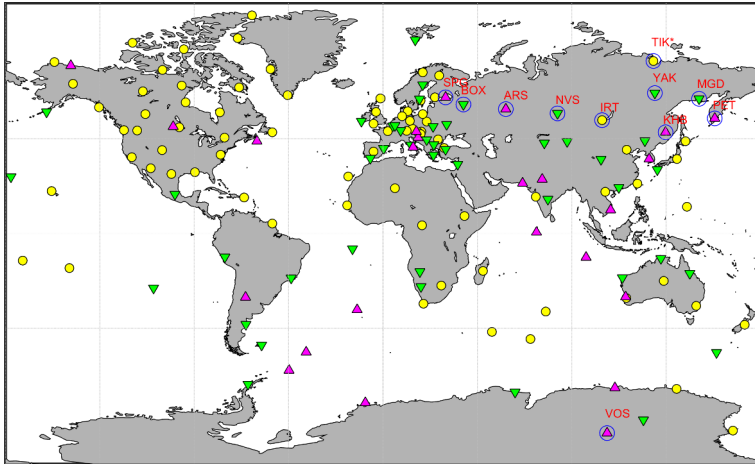 TIK*
SPG
BOX
ARS
NVS
IRT
YAK
MGD
PET
KHB
VOS